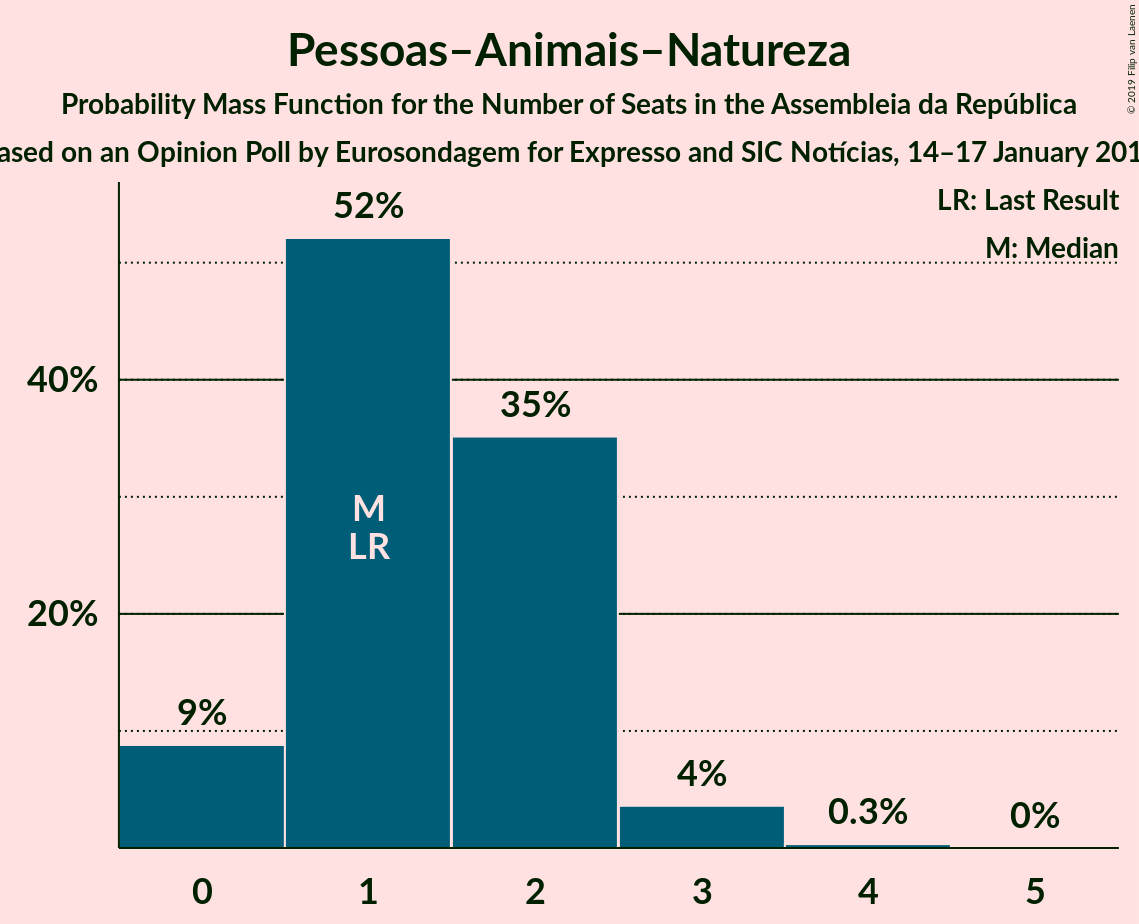 Pessoas–Animais–Natureza
Probability Mass Function for the Number of Seats in the Assembleia da República
ased on an Opinion Poll by Eurosondagem for Expresso and SIC Notícias, 14–17 January 201
© 2019 Filip van Laenen
LR: Last Result
M: Median
52%
40%
35%
M
LR
20%
9%
4%
0.3%
0%
0 1 2 3 4 5